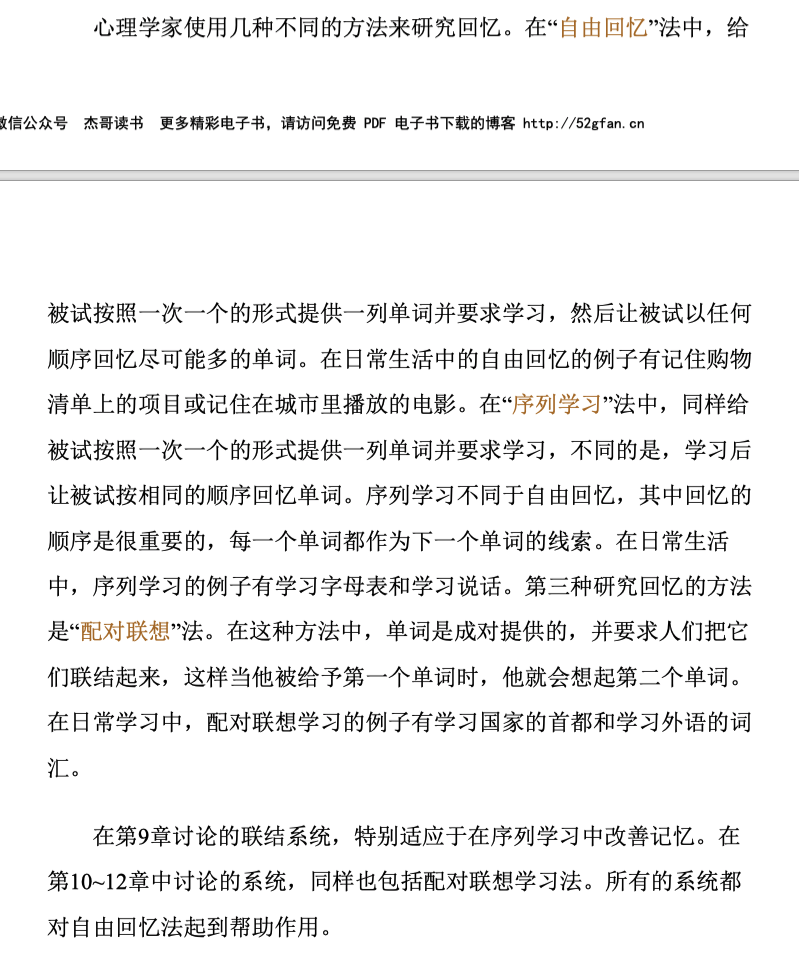 心理学家使用几种不同的方法来研究回忆。在“自由回忆”法中，给
微信公众号 杰哥读书 更多精彩电子书，请访问免费 PDF 电子书下载的博客 http://52gfan.cn
被试按照一次一个的形式提供一列单词并要求学习，然后让被试以任何
顺序回忆尽可能多的单词。在日常生活中的自由回忆的例子有记住购物
清单上的项目或记住在城市里播放的电影。在“序列学习”法中，同样给
被试按照一次一个的形式提供一列单词并要求学习，不同的是，学习后
让被试按相同的顺序回忆单词。序列学习不同于自由回忆，其中回忆的
顺序是很重要的，每一个单词都作为下一个单词的线索。在日常生活
中，序列学习的例子有学习字母表和学习说话。第三种研究回忆的方法
是“配对联想”法。在这种方法中，单词是成对提供的，并要求人们把它
们联结起来，这样当他被给予第一个单词时，他就会想起第二个单词。
在日常学习中，配对联想学习的例子有学习国家的首都和学习外语的词
汇。
在第9章讨论的联结系统，特别适应于在序列学习中改善记忆。在
第10~12章中讨论的系统，同样也包括配对联想学习法。所有的系统都
对自由回忆法起到帮助作用。